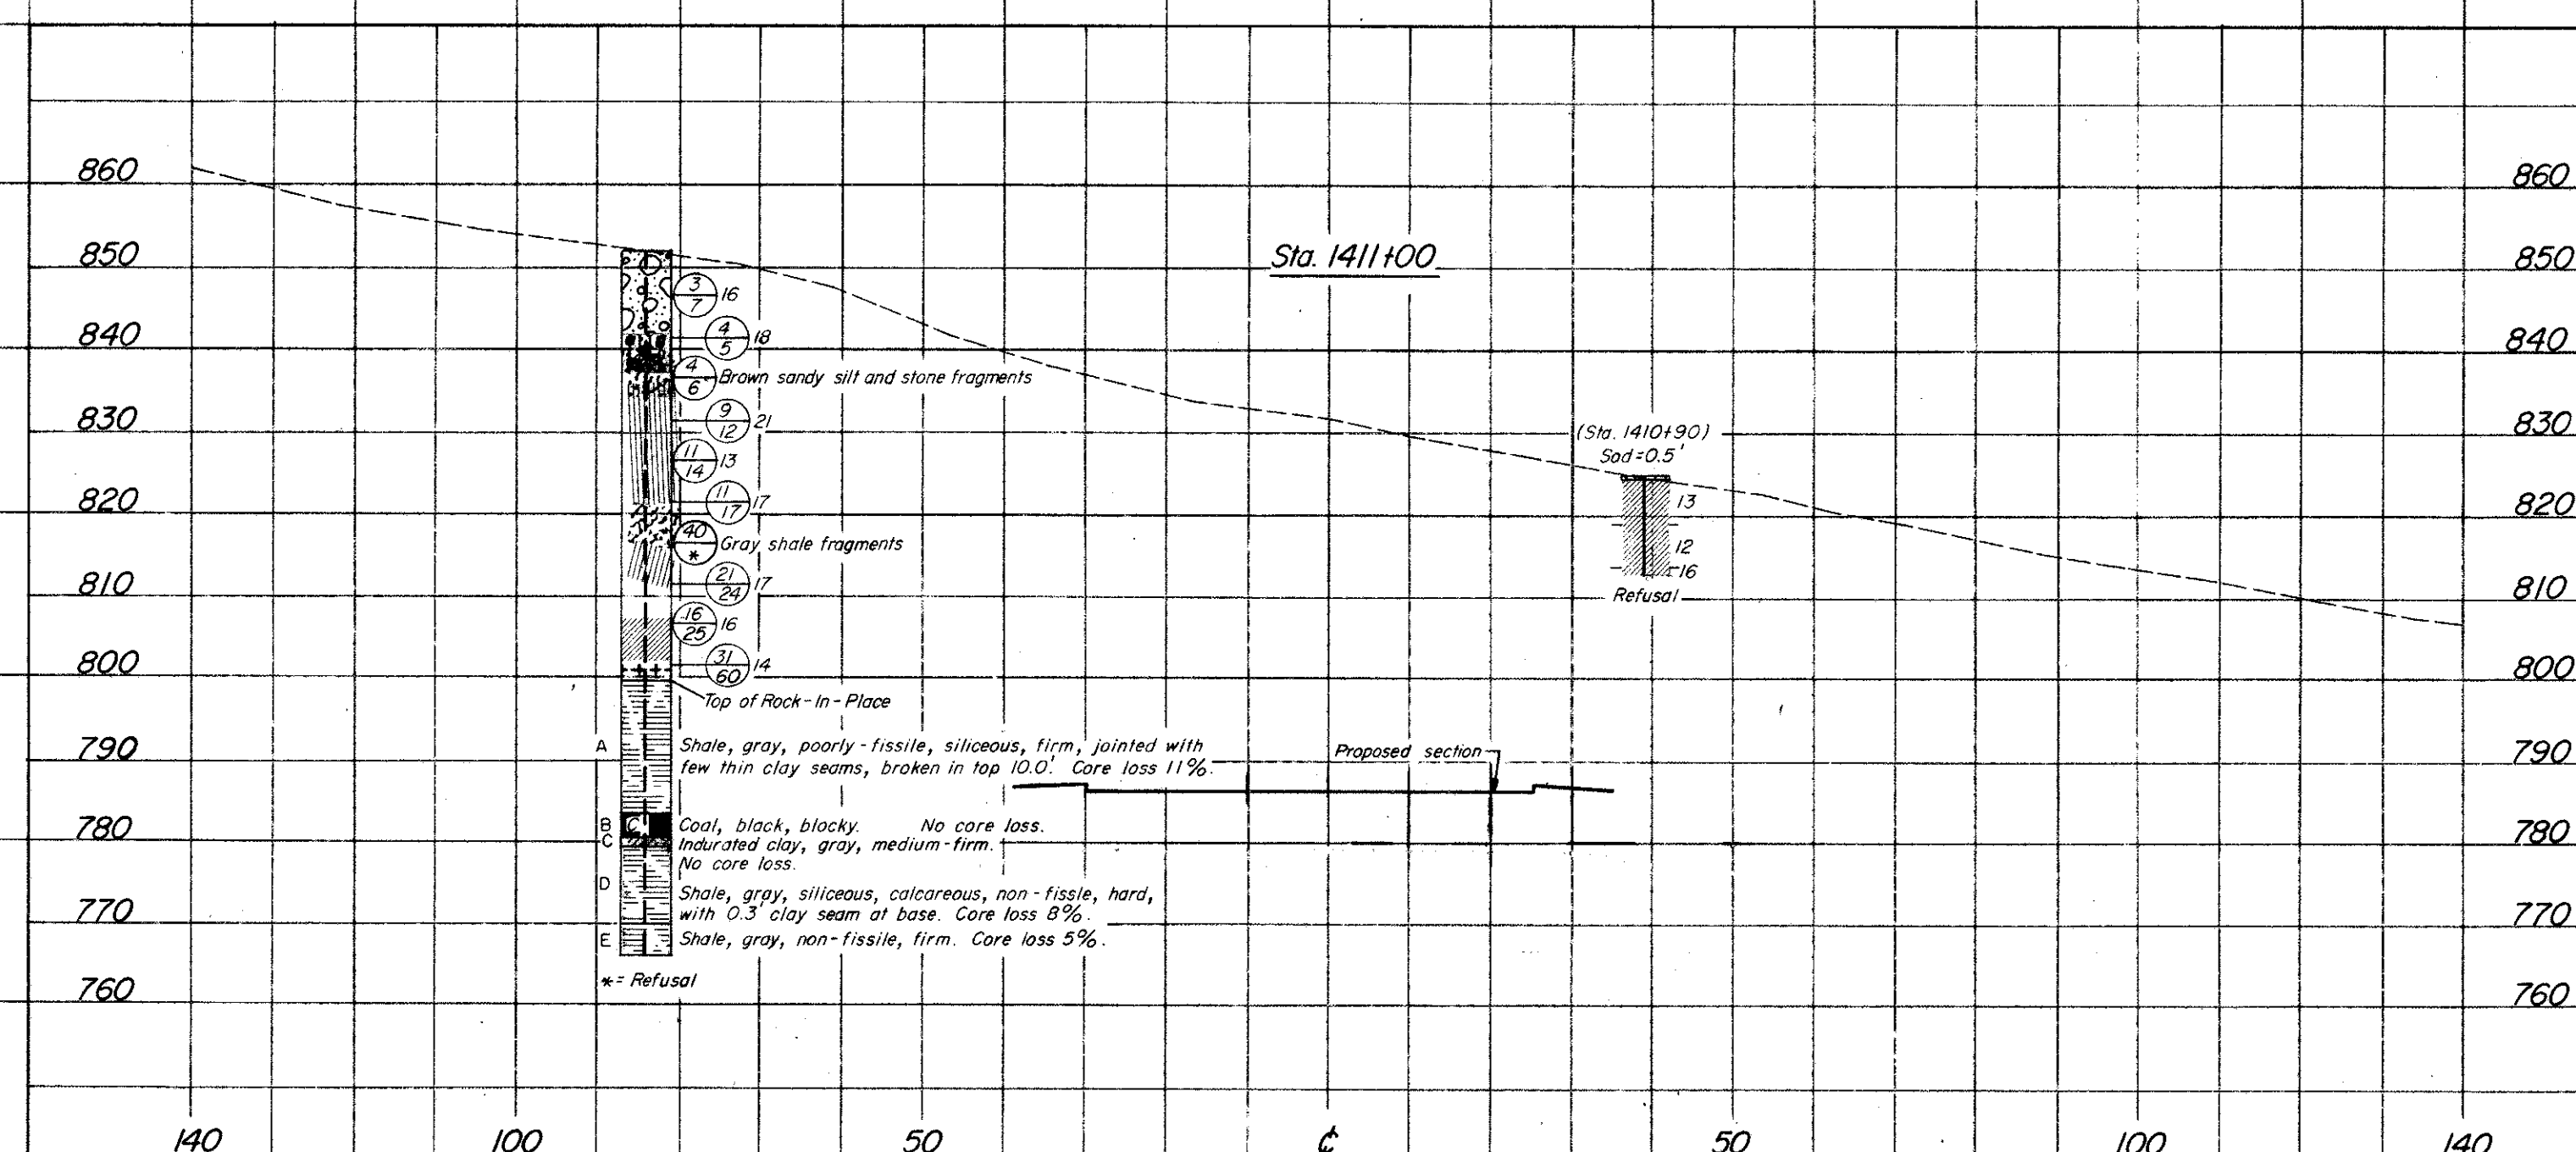 860
860
850
Sta. 1411+00
850
3
7
16
840
4
5
18
840
4
6
Brown sandy silt and stone fragments
830
9
12
21
(Sta. 1410+90)
830
Sod=0.5'
11
14
13
820
11
17
17
13
820
40
*
Gray shale fragments
12
810
21
24
17
16
810
Refusal
16
25
16
800
31
60
14
800
Top of Rock-In-Place
790
A
Shale, gray, poorly-fissile, siliceous, firm, jointed with
few thin clay seams, broken in top 10.0'. Core loss 11%.
Proposed section
790
780
B
C
Coal, black, blocky. No core loss.
780
C
Indurated clay, gray, medium-firm.
No core loss.
D
Shale, gray, siliceous, calcareous, non-fissle, hard,
with 0.3' clay seam at base. Core loss 8%.
770
770
E
Shale, gray, non-fissile, firm. Core loss 5%.
*= Refusal
760
760
140
100
50
℄
50
100
140